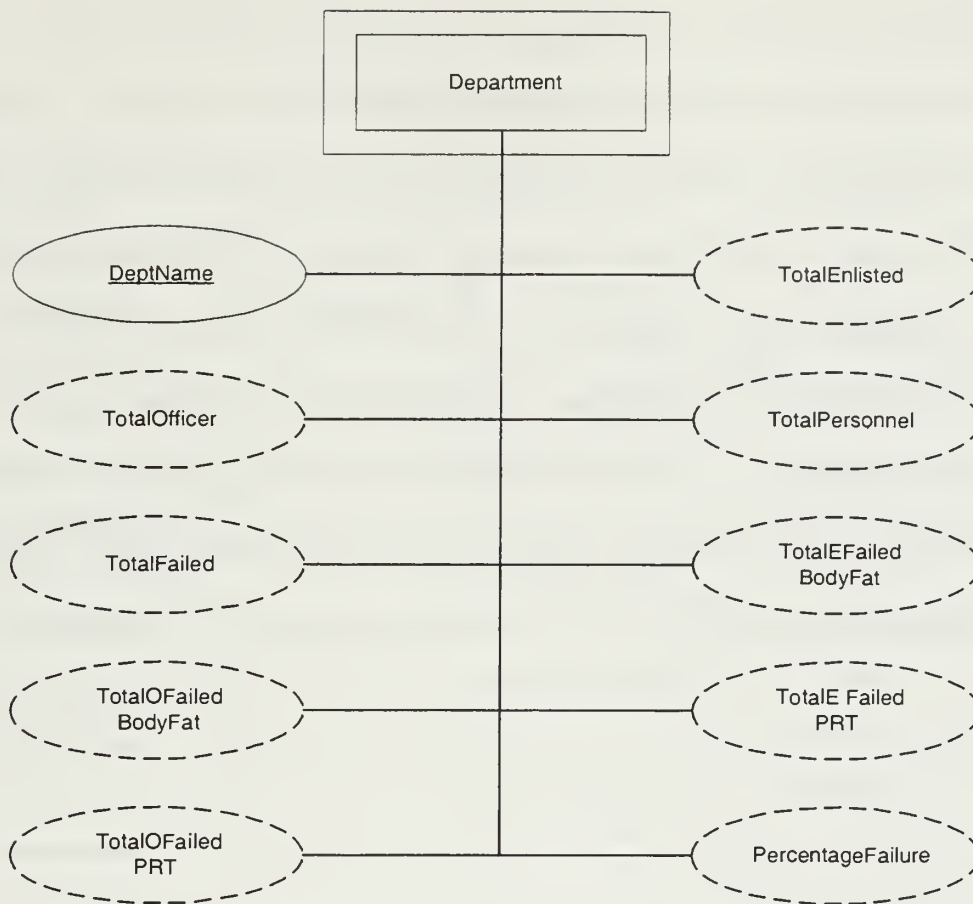 Department
DeptName
TotalEnlisted
TotalOfficer
TotalPersonnel
TotalFailed
TotalEFailed
BodyFat
TotalOFailed
BodyFat
TotalE Failed
PRT
TotalOFailed
PRT
PercentageFailure